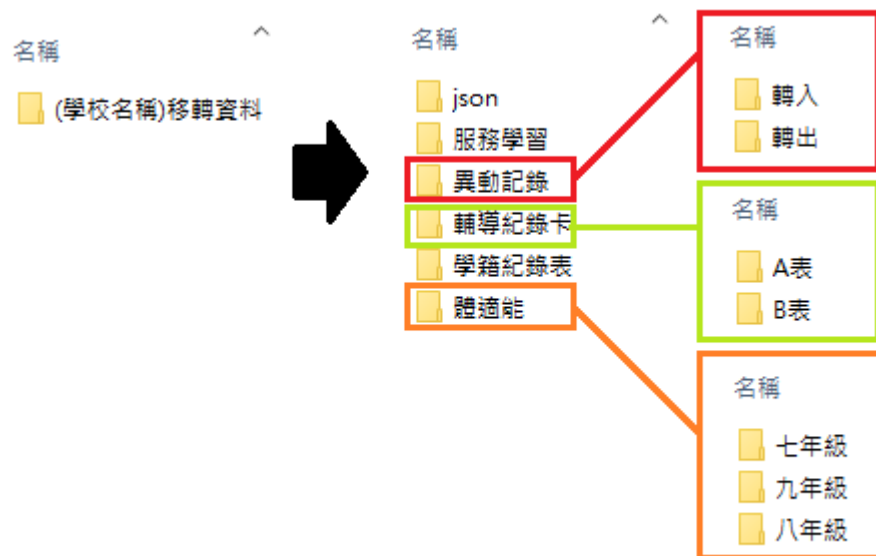 名稱
(學校名稱)移轉資料
名稱
json
服務學習
異動記錄
輔導紀錄卡
學籍紀錄表
體適能
名稱
轉入
轉出
名稱
A表
B表
名稱
七年級
九年級
八年級